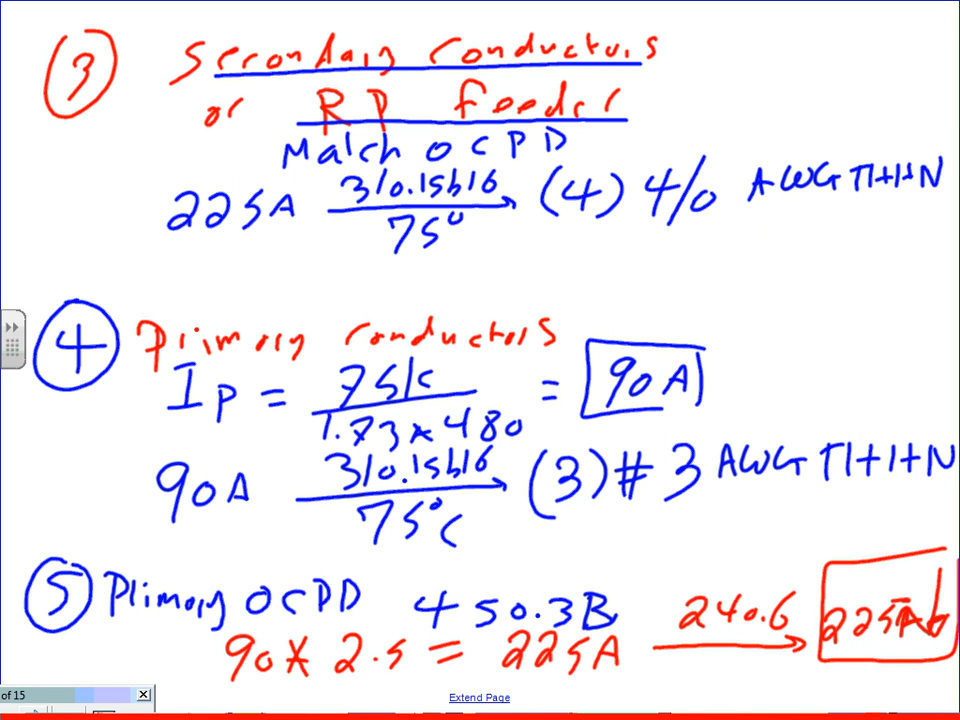 ③ Secondary Conductors
or RP Feeder
Match OCPD
225A 310.15b16 75° (4) 4/0 AWG THHN
④ Primary conductors
Ip = 75k / 1.73 x 480 = 90A
90A 310.15b16 75°C (3) # 3 AWG THHN
⑤ Primary OCPD 450.3B
90 x 2.5 = 225A 240.6 225A
of 15
Extend Page